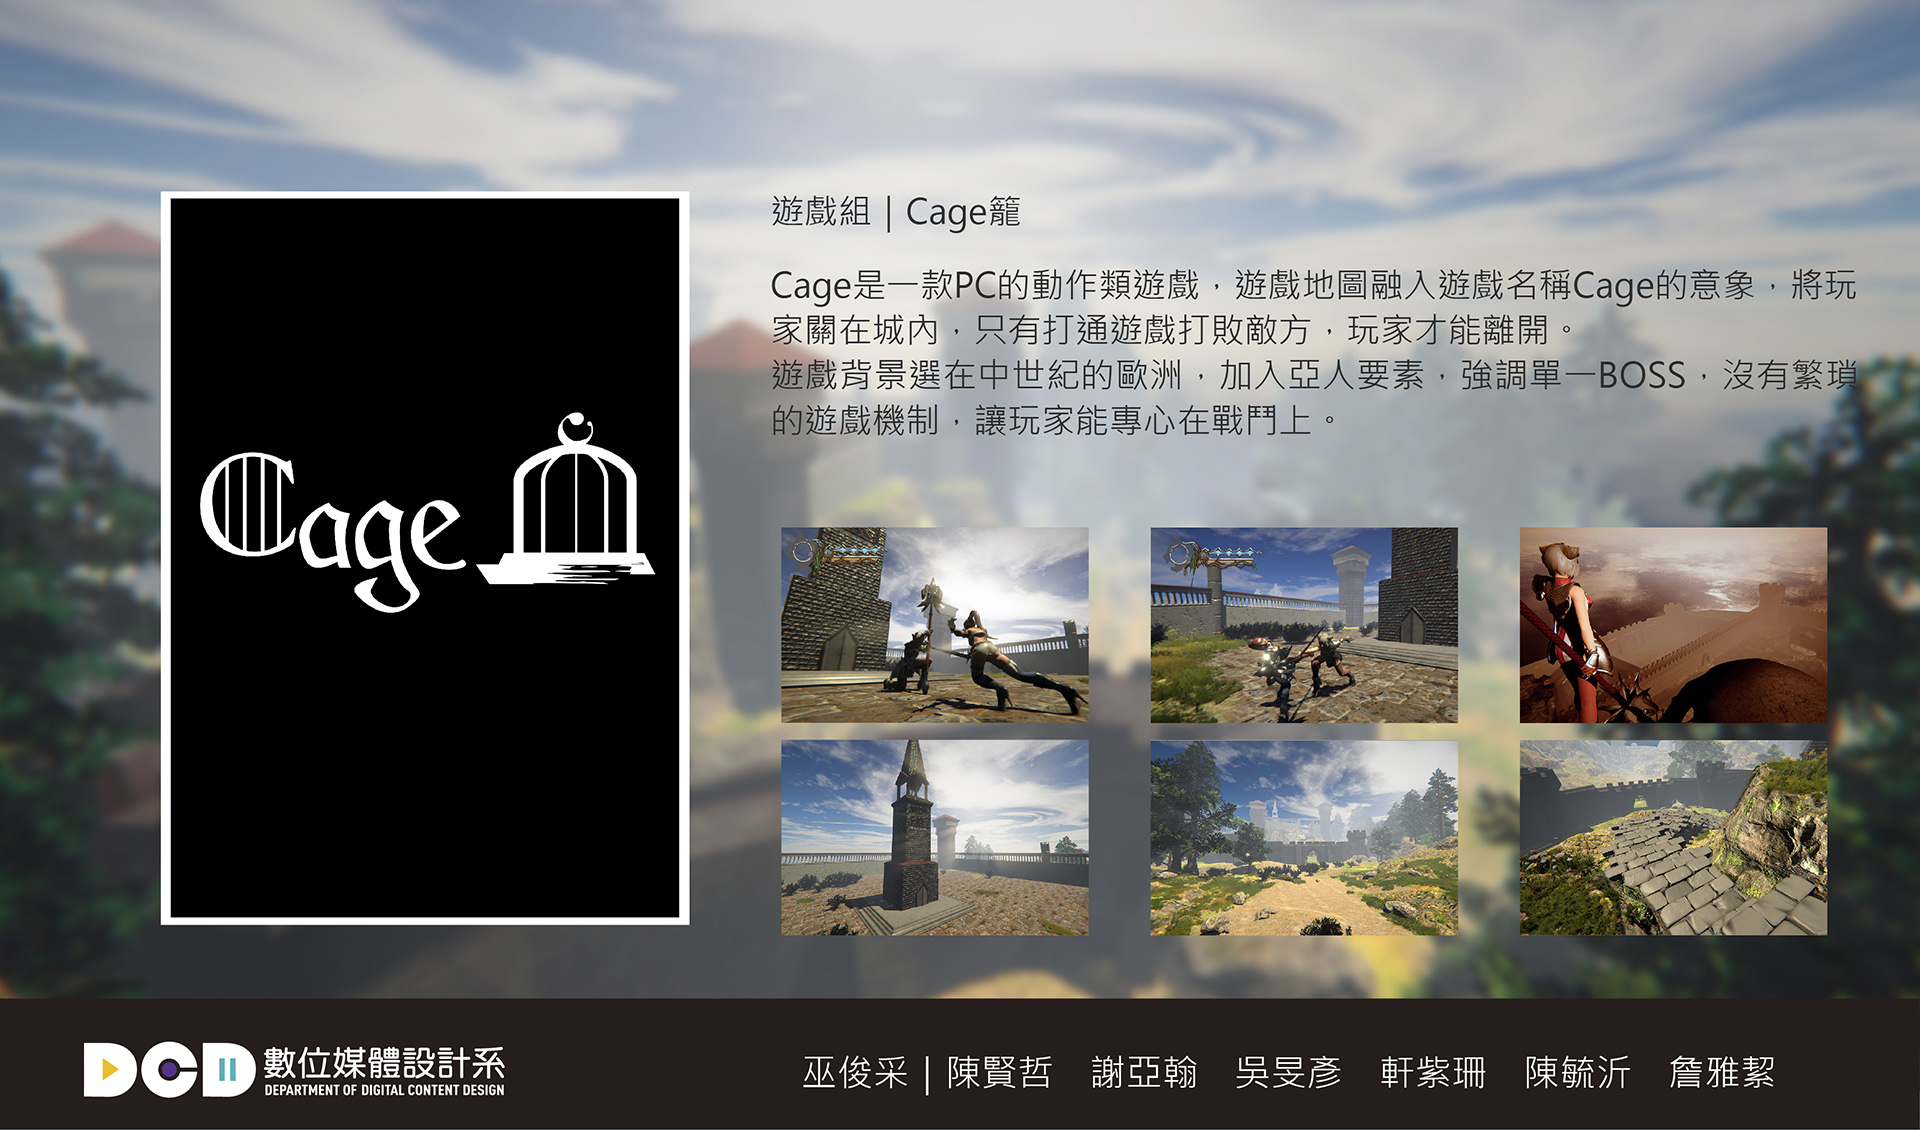 Cage
遊戲組 | Cage籠
Cage是一款PC的動作類遊戲，遊戲地圖融入遊戲名稱Cage的意象，將玩
家關在城內，只有打通遊戲打敗敵方，玩家才能離開。
遊戲背景選在中世紀的歐洲，加入亞人要素，強調單一BOSS，沒有繁瑣
的遊戲機制，讓玩家能專心在戰鬥上。
DCD 數位媒體設計系
DEPARTMENT OF DIGITAL CONTENT DESIGN
巫俊采 | 陳賢哲 謝亞翰 吳旻彥 軒紫珊 陳毓沂 詹雅絜